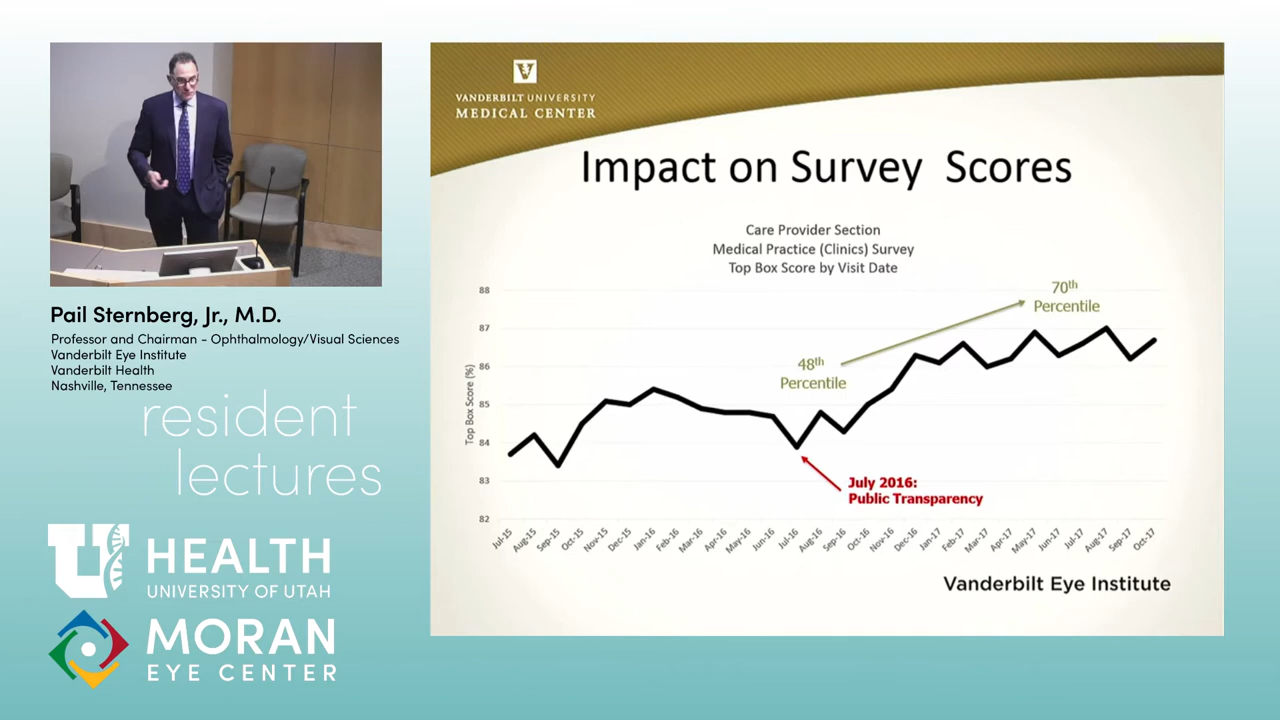 Pail Sternberg, Jr., M.D.
Professor and Chairman - Ophthalmology/Visual Sciences
Vanderbilt Eye Institute
Vanderbilt Health
Nashville, Tennessee
resident
lectures
U
HEALTH
UNIVERSITY OF UTAH
MORAN
EYE CENTER
V
VANDERBILT UNIVERSITY
MEDICAL CENTER
Impact on Survey Scores
Care Provider Section
Medical Practice (Clinics) Survey
Top Box Score by Visit Date
Top Box Score (%)
88
87
86
85
84
83
82
48th
Percentile
70th
Percentile
July 2016:
Public Transparency
Jul-15
Aug-15
Sep-15
Oct-15
Nov-15
Dec-15
Jan-16
Feb-16
Mar-16
Apr-16
May-16
Jun-16
Jul-16
Aug-16
Sep-16
Oct-16
Nov-16
Dec-16
Jan-17
Feb-17
Mar-17
Apr-17
May-17
Jun-17
Jul-17
Aug-17
Sep-17
Oct-17
Vanderbilt Eye Institute